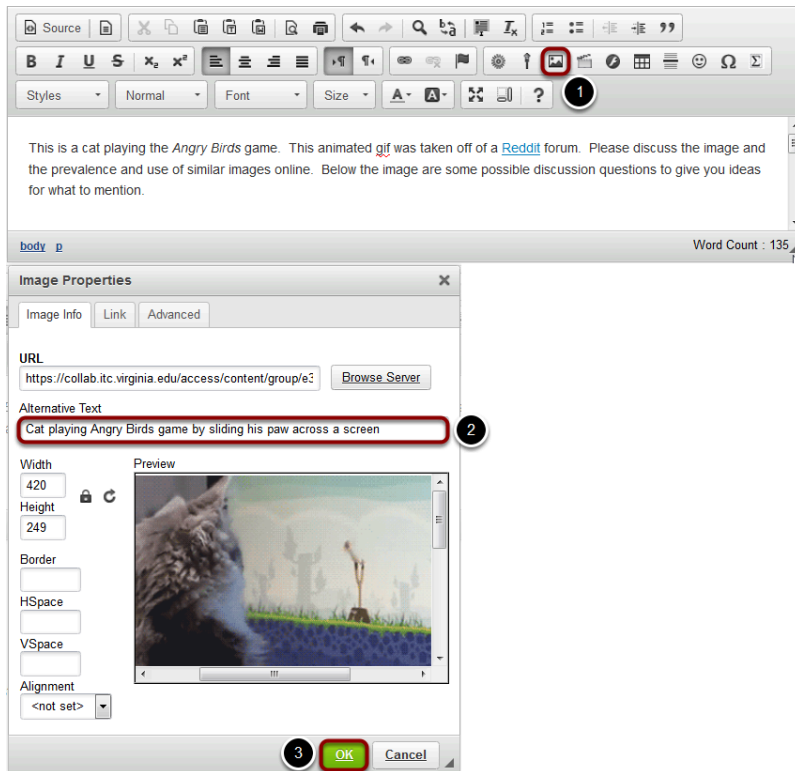 Source
B I U S x₂ x² ¶ ¶ Ω Σ
Styles Normal Font Size A A ?
1
This is a cat playing the Angry Birds game. This animated gif was taken off of a Reddit forum. Please discuss the image and
the prevalence and use of similar images online. Below the image are some possible discussion questions to give you ideas
for what to mention.
body p Word Count : 135
Image Properties
Image Info Link Advanced
URL
https://collab.itc.virginia.edu/access/content/group/e3 Browse Server
Alternative Text
Cat playing Angry Birds game by sliding his paw across a screen
2
Width Preview
420
Height
249
Border
HSpace
VSpace
Alignment
<not set>
3 OK Cancel